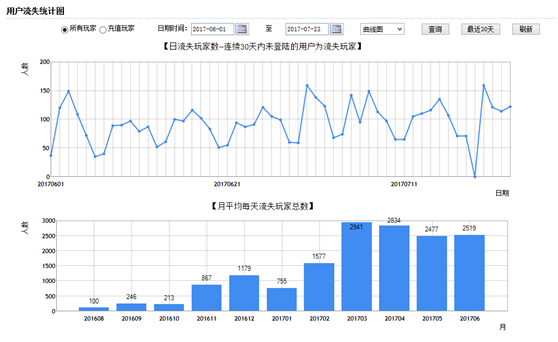 用户流失统计图
所有玩家 充值玩家 日期时间: 2017-06-01 至 2017-07-23 曲线图 查询 最近30天 刷新
【日流失玩家数-连续30天内未登陆的用户为流失玩家】
人数
200
150
100
50
0
20170601 20170621 20170711
日期
【月平均每天流失玩家总数】
人数
3000
2500
2000
1500
1000
500
0
100 246 213 867 1179 755 1577 2941 2834 2477 2519
201608 201609 201610 201611 201612 201701 201702 201703 201704 201705 201706
月